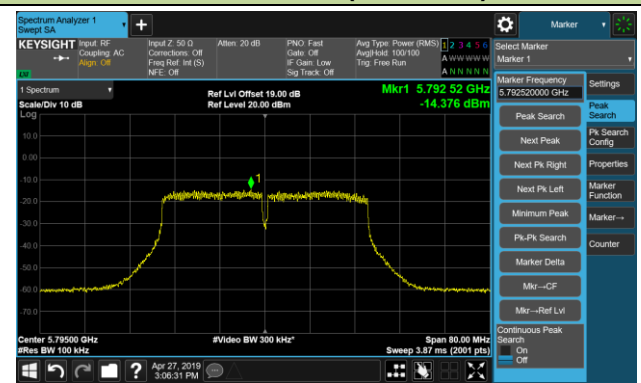 Spectrum Analyzer 1
Swept SA
+
Marker
KEYSIGHT
Input: RF
Coupling: AC
Align: Off
Input Z: 50 Ω
Corrections: Off
Freq Ref: Int (S)
NFE: Off
Atten: 20 dB
PNO: Fast
Gate: Off
IF Gain: Low
Sig Track: Off
Avg Type: Power (RMS)
Avg|Hold: 100/100
Trig: Free Run
1 2 3 4 5 6
A W W W W W
A N N N N N
Select Marker
Marker 1
1 Spectrum
Scale/Div 10 dB
Log
Ref Lvl Offset 19.00 dB
Ref Level 20.00 dBm
Mkr1 5.792 52 GHz
-14.376 dBm
10.0
0.00
-10.0
-20.0
-30.0
-40.0
-50.0
-60.0
-70.0
1
Center 5.79500 GHz
#Res BW 100 kHz
#Video BW 300 kHz*
Span 80.00 MHz
Sweep 3.87 ms (2001 pts)
Marker Frequency
5.792520000 GHz
Peak Search
Next Peak
Next Pk Right
Next Pk Left
Minimum Peak
Pk-Pk Search
Marker Delta
Mkr→CF
Mkr→Ref Lvl
Continuous Peak
Search
On
Off
Settings
Peak
Search
Pk Search
Config
Properties
Marker
Function
Marker→
Counter
?
Apr 27, 2019
3:06:31 PM